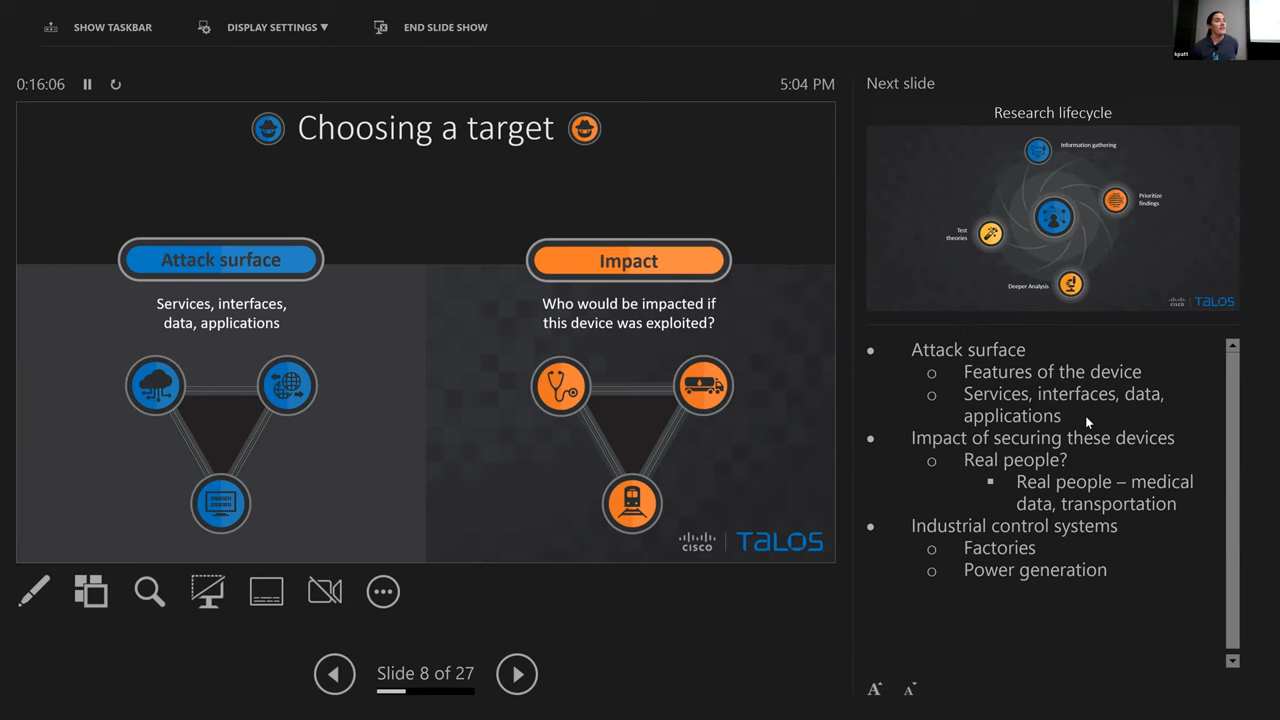 SHOW TASKBAR
DISPLAY SETTINGS ▼
END SLIDE SHOW
kpatt
0:16:06
5:04 PM
Choosing a target
Attack surface
Services, interfaces,
data, applications
Impact
Who would be impacted if
this device was exploited?
CISCO
TALOS
Slide 8 of 27
Next slide
Research lifecycle
Information gathering
Prioritize
findings
Test
theories
Deeper Analysis
CISCO
TALOS
• Attack surface
o Features of the device
o Services, interfaces, data,
applications
• Impact of securing these devices
o Real people?
▪ Real people – medical
data, transportation
• Industrial control systems
o Factories
o Power generation
A A